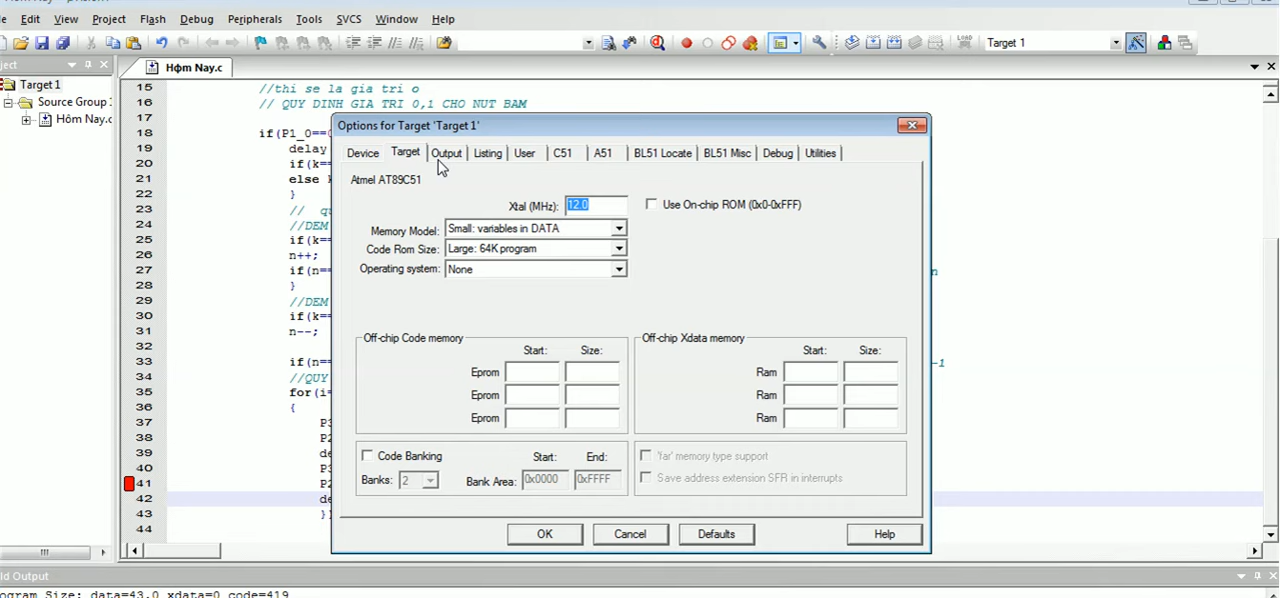 Edit View Project Flash Debug Peripherals Tools SVCS Window Help
LOAD Target 1
Hôm Nay.c
Target 1
Source Group
Hôm Nay.c
15 //thi se la gia tri o
16 // QUY DINH GIA TRI 0,1 CHO NUT BAM
17
18 if(P1_0==
19 delay
20 if(k==
21 else
22 }
23 //
24 //DEM
25 if(k==
26 n++;
27 if(n==
28 }
29 //DEM
30 if(k==
31 n--;
32
33 if(n==
34 //QUY
35 for(i=
36 {
37 P3
38 P2
39 de
40 P3
41 P2
42 de
43 }
44
Options for Target 'Target 1'
Device Target Output Listing User C51 A51 BL51 Locate BL51 Misc Debug Utilities
Atmel AT89C51
Xtal (MHz): 12.0
Use On-chip ROM (0x0-0xFFF)
Memory Model: Small: variables in DATA
Code Rom Size: Large: 64K program
Operating system: None
Off-chip Code memory
Start: Size:
Eprom
Eprom
Eprom
Off-chip Xdata memory
Start: Size:
Ram
Ram
Ram
Code Banking Start: End:
Banks: 2 Bank Area: 0x0000 0xFFFF
'far' memory type support
Save address extension SFR in interrupts
OK Cancel Defaults Help
Output
Size: data=43.0 xdata=0 code=419